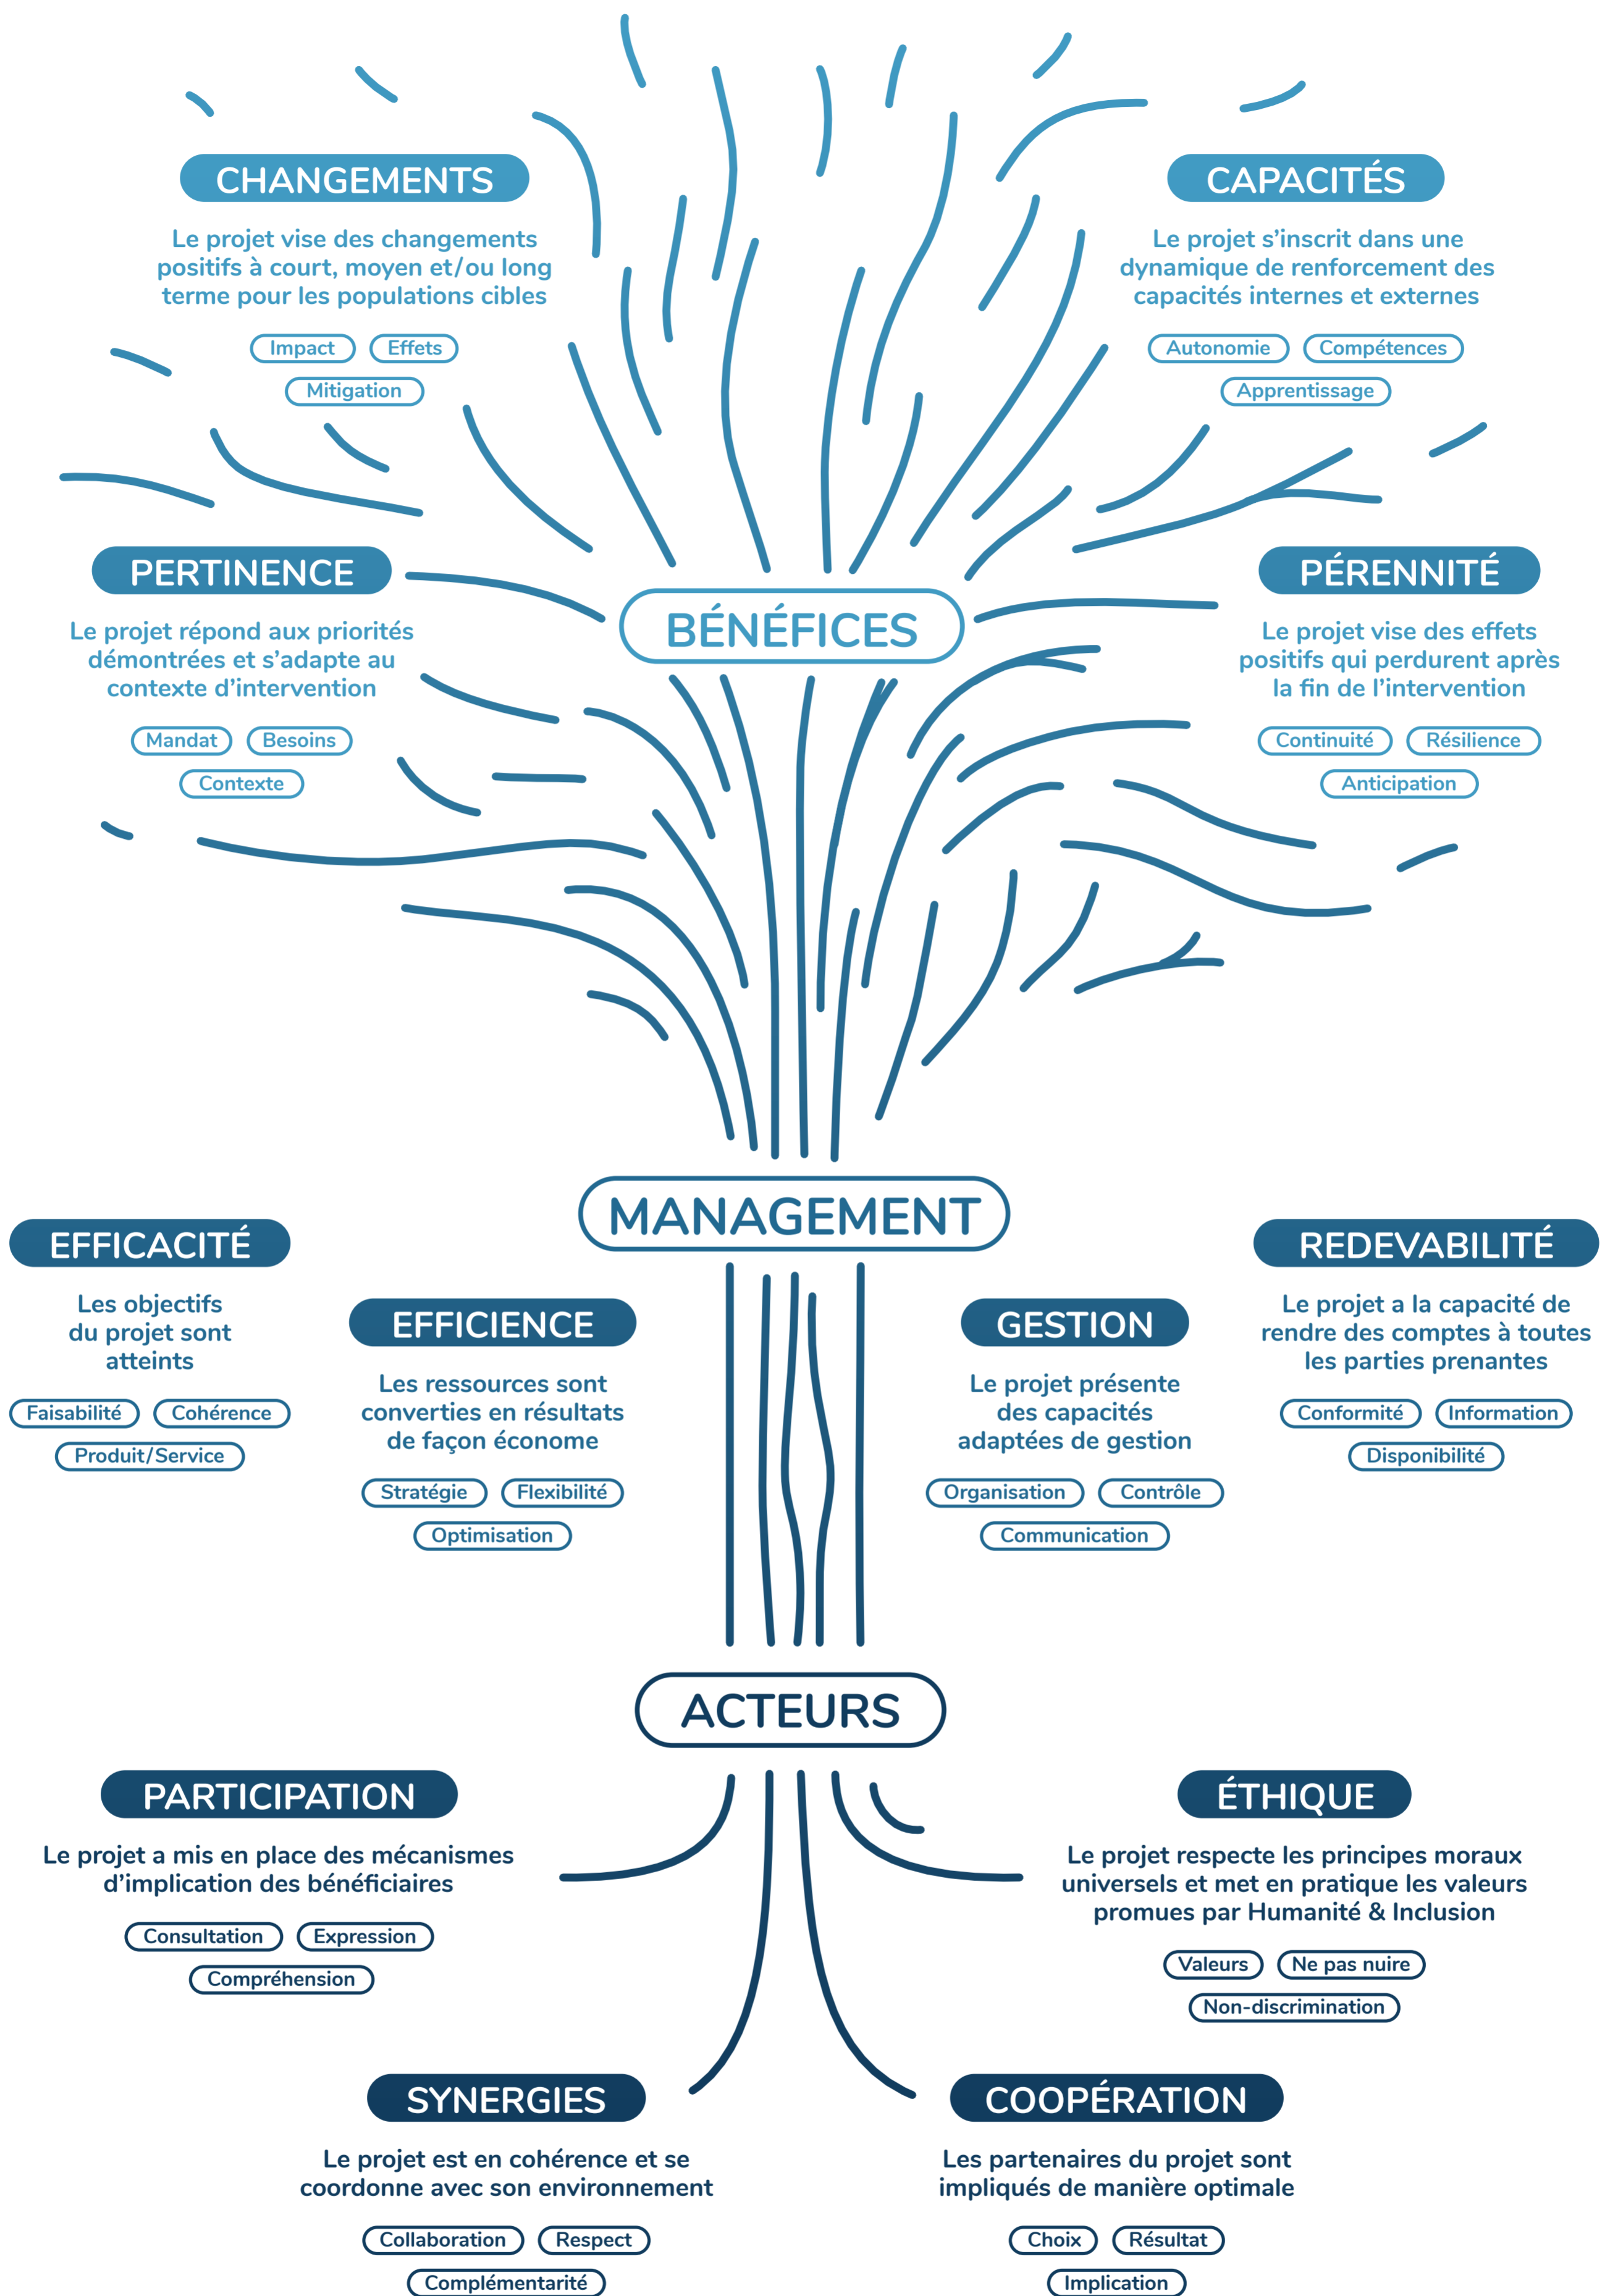 CHANGEMENTS
Le projet vise des changements
positifs à court, moyen et/ou long
terme pour les populations cibles
Impact
Effets
Mitigation
CAPACITÉS
Le projet s’inscrit dans une
dynamique de renforcement des
capacités internes et externes
Autonomie
Compétences
Apprentissage
PERTINENCE
Le projet répond aux priorités
démontrées et s’adapte au
contexte d’intervention
Mandat
Besoins
Contexte
BÉNÉFICES
PÉRENNITÉ
Le projet vise des effets
positifs qui perdurent après
la fin de l’intervention
Continuité
Résilience
Anticipation
MANAGEMENT
EFFICACITÉ
Les objectifs
du projet sont
atteints
Faisabilité
Cohérence
Produit/Service
EFFICIENCE
Les ressources sont
converties en résultats
de façon économe
Stratégie
Flexibilité
Optimisation
GESTION
Le projet présente
des capacités
adaptées de gestion
Organisation
Contrôle
Communication
REDEVABILITÉ
Le projet a la capacité de
rendre des comptes à toutes
les parties prenantes
Conformité
Information
Disponibilité
ACTEURS
PARTICIPATION
Le projet a mis en place des mécanismes
d’implication des bénéficiaires
Consultation
Expression
Compréhension
ÉTHIQUE
Le projet respecte les principes moraux
universels et met en pratique les valeurs
promues par Humanité & Inclusion
Valeurs
Ne pas nuire
Non-discrimination
SYNERGIES
Le projet est en cohérence et se
coordonne avec son environnement
Collaboration
Respect
Complémentarité
COOPÉRATION
Les partenaires du projet sont
impliqués de manière optimale
Choix
Résultat
Implication